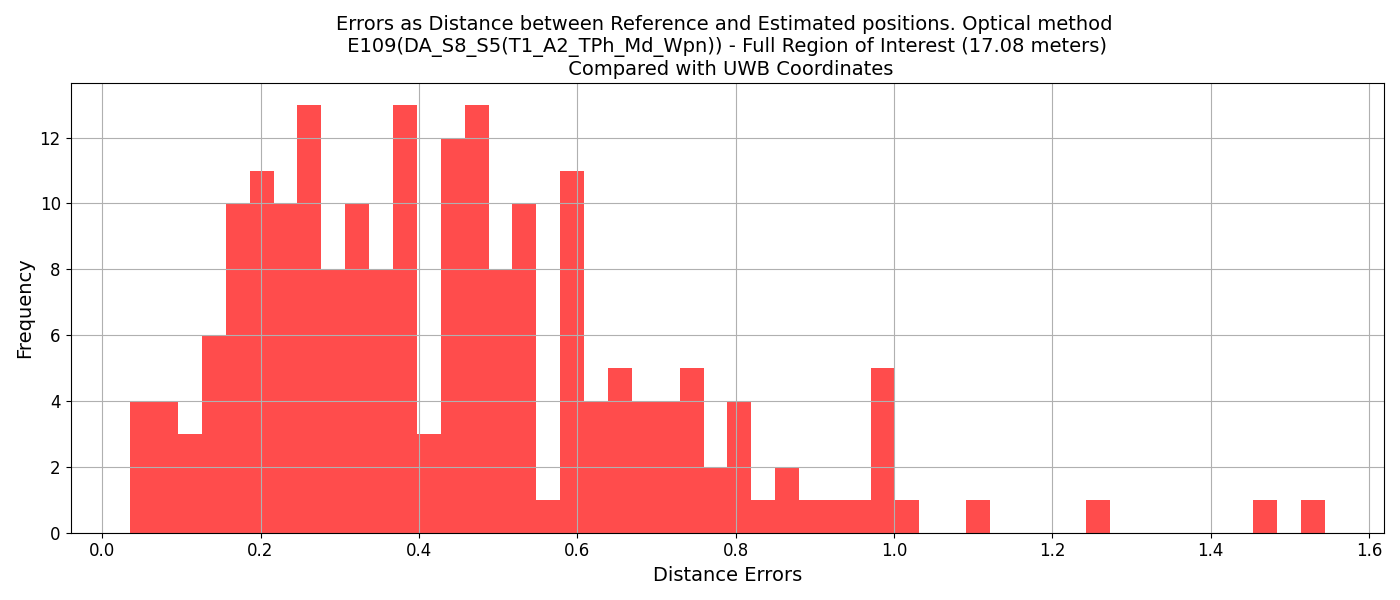 Errors as Distance between Reference and Estimated positions. Optical method
E109(DA_S8_S5(T1_A2_TPh_Md_Wpn)) - Full Region of Interest (17.08 meters)
Compared with UWB Coordinates
Frequency
12
10
8
6
4
2
0
0.0 0.2 0.4 0.6 0.8 1.0 1.2 1.4 1.6
Distance Errors